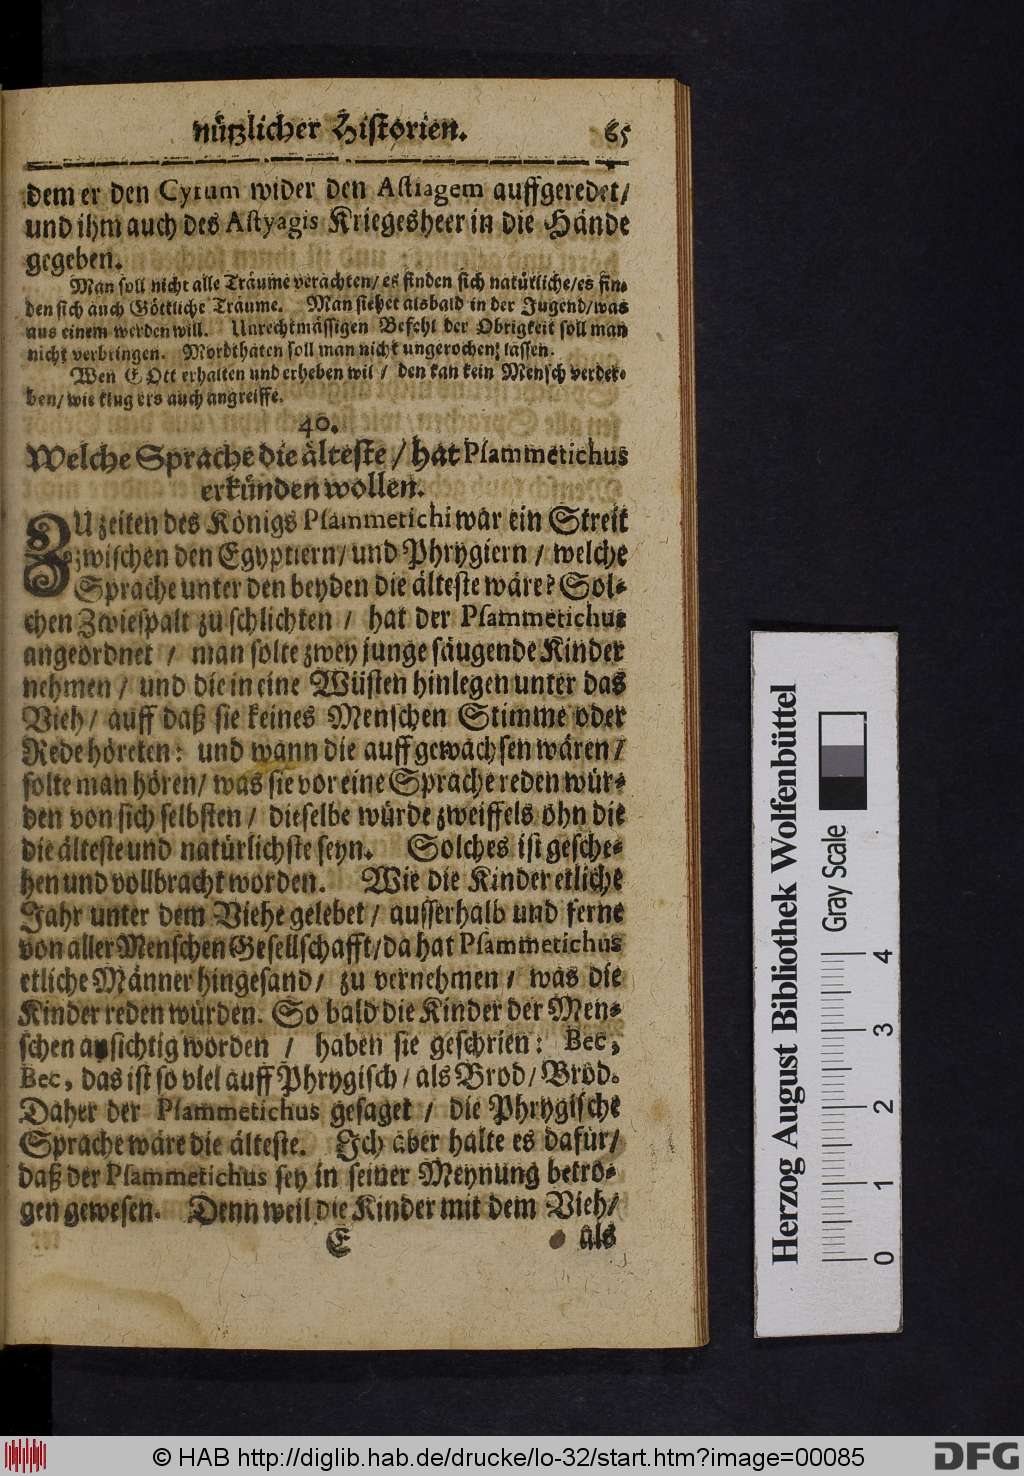 nützlicher Historien. 65
dem er den Cyrum wider den Astiagem auffgeredet/
und ihm auch des Astyagis Kriegesheer in die Hände
gegeben.
Man soll nicht alle Träume verachten/ es finden sich natürliche/ es fin-
den sich auch Göttliche Träume. Man siehet alsbald in der Jugend/ was
aus einem werden will. Unrechtmässigen Befehl der Obrigkeit soll man
nicht verbringen. Mordthaten soll man nicht ungerochen lassen.
Wen GOtt erhalten und erheben wil / den kan kein Mensch verder-
ben/ wie klug ers auch angreiffe.
40.
Welche Sprache die älteste / hat Psammetichus
erkünden wollen.
ZU zeiten des Königs Psammetichi war ein Streit
zwischen den Egyptiern/ und Phrygiern / welche
Sprache unter den beyden die älteste wäre? Sol-
chen Zwiespalt zu schlichten / hat der Psammetichus
angeordnet / man solte zwey junge säugende Kinder
nehmen / und die in eine Wüsten hinlegen unter das
Vieh/ auff daß sie keines Menschen Stimme oder
Rede höreten: und wann die auffgewachsen wären /
solte man hören/ was sie vor eine Sprache reden wür-
den von sich selbsten / dieselbe würde zweiffels ohn die
die älteste und natürlichste seyn. Solches ist gesche-
hen und vollbracht worden. Wie die Kinder etliche
Jahr unter dem Viehe gelebet / ausserhalb und ferne
von aller Menschen Gesellschafft/ da hat Psammetichus
etliche Männer hingesand/ zu vernehmen / was die
Kinder reden würden. So bald die Kinder der Men-
schen ansichtig worden / haben sie geschrien: Bec,
Bec, das ist so viel auff Phrygisch / als Brod / Brod.
Daher der Psammetichus gesaget / die Phrygische
Sprache wäre die älteste. Ich aber halte es dafür/
daß der Psammetichus sey in seiner Meynung betro-
gen gewesen. Denn weil die Kinder mit dem Vieh/
E als
Herzog August Bibliothek Wolfenbüttel
Gray Scale
0 1 2 3 4
© HAB http://diglib.hab.de/drucke/lo-32/start.htm?image=00085
DFG